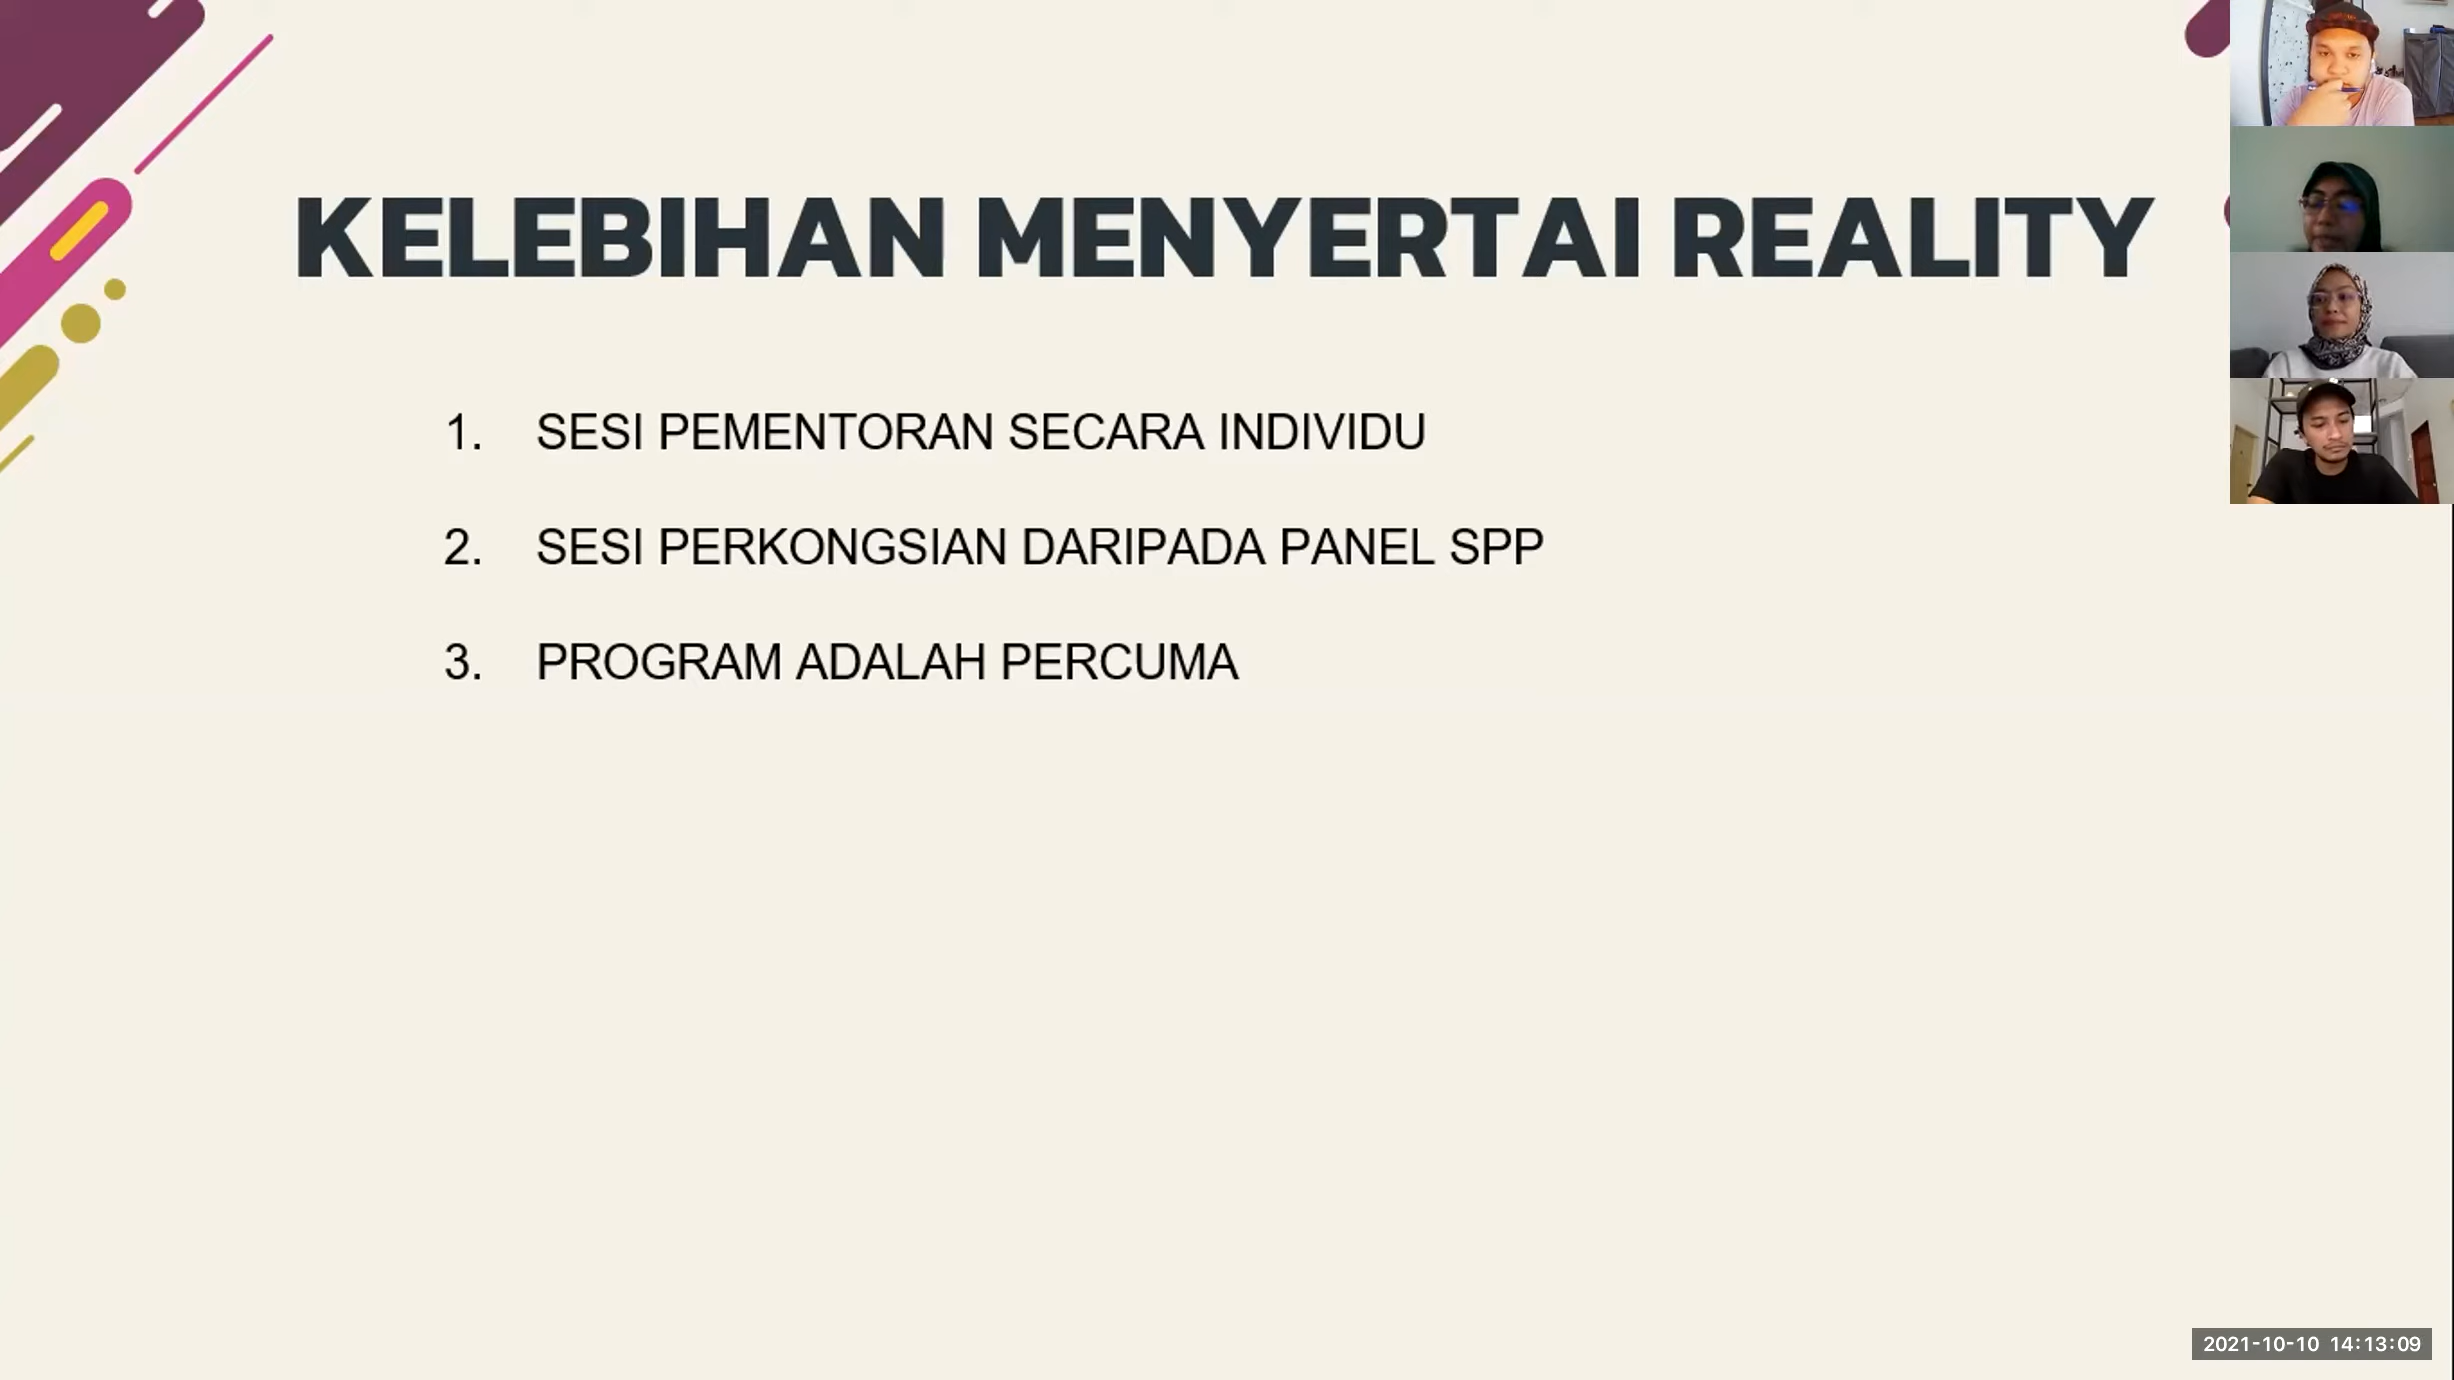 KELEBIHAN MENYERTAI REALITY
1. SESI PEMENTORAN SECARA INDIVIDU
2. SESI PERKONGSIAN DARIPADA PANEL SPP
3. PROGRAM ADALAH PERCUMA
2021-10-10 14:13:09